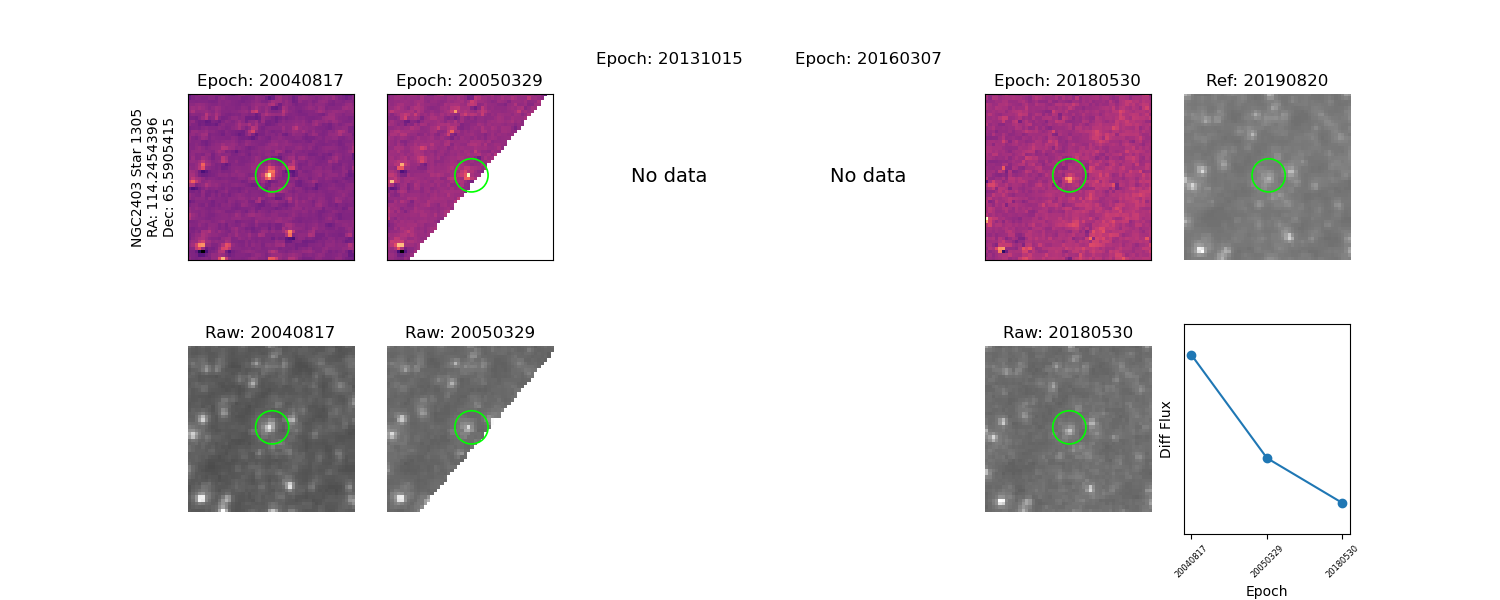 Epoch: 20040817
Epoch: 20050329
Epoch: 20131015
Epoch: 20160307
Epoch: 20180530
Ref: 20190820
NGC2403 Star 1305
RA: 114.2454396
Dec: 65.5905415
No data
No data
Raw: 20040817
Raw: 20050329
Raw: 20180530
Diff Flux
20040817
20050329
20180530
Epoch